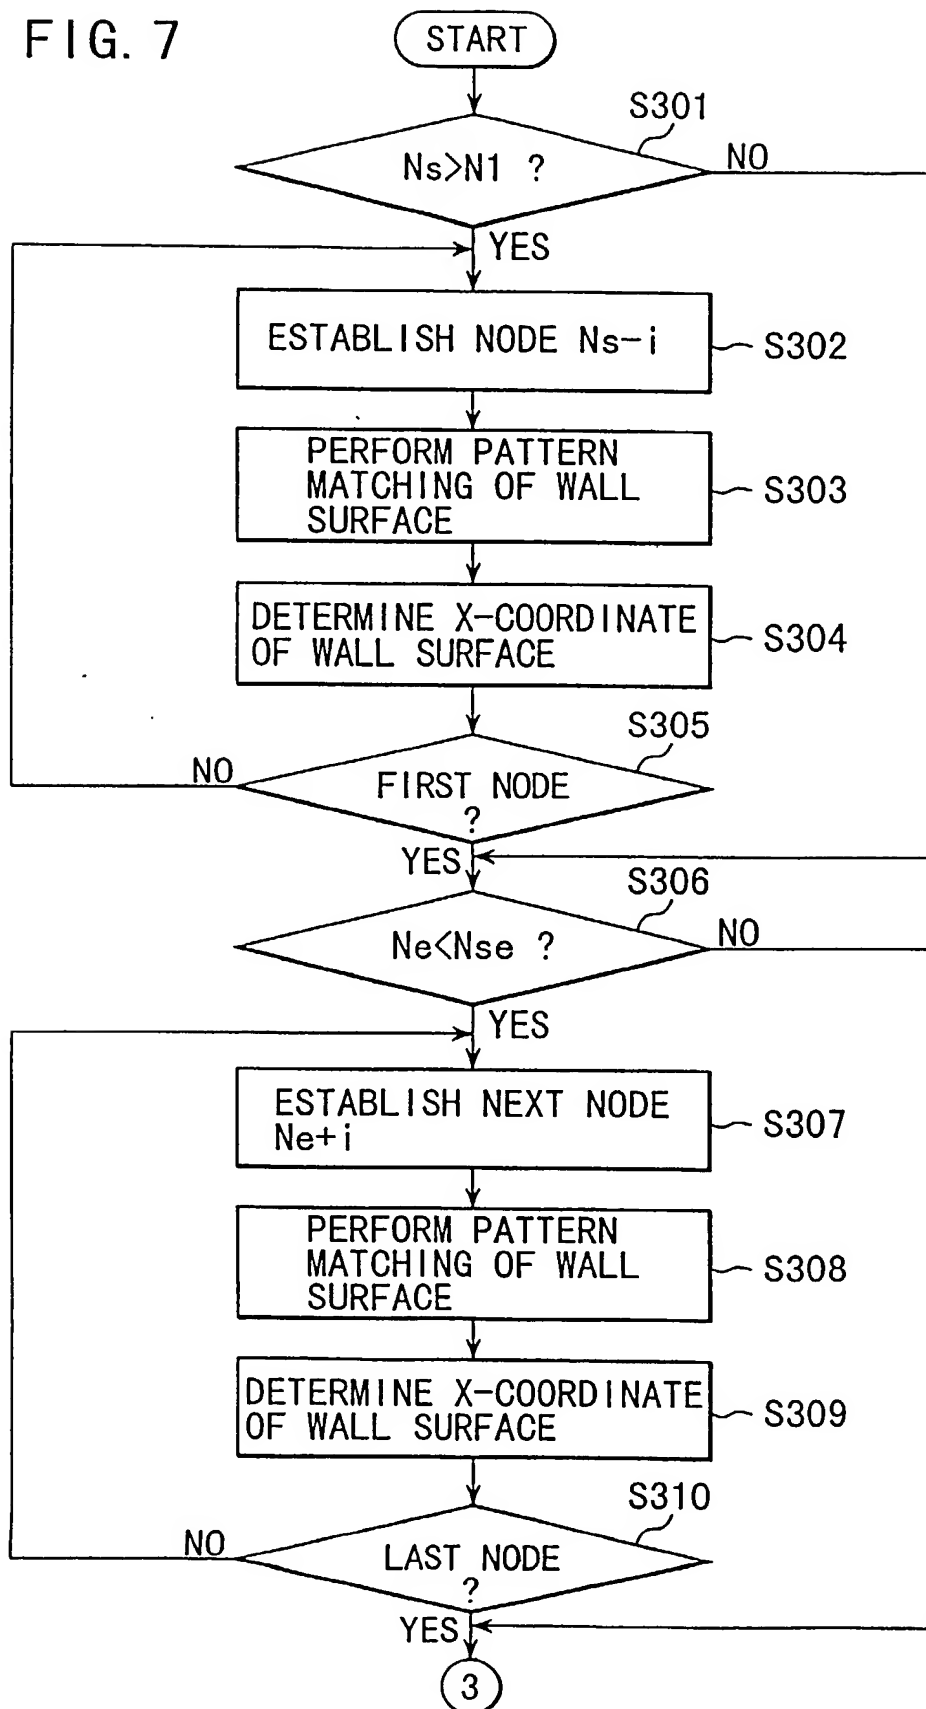 FIG. 7
START
S301
Ns>N1 ?
NO
YES
ESTABLISH NODE Ns-i
S302
PERFORM PATTERN
MATCHING OF WALL
SURFACE
S303
DETERMINE X-COORDINATE
OF WALL SURFACE
S304
S305
NO
FIRST NODE
?
YES
S306
Ne<Nse ?
NO
YES
ESTABLISH NEXT NODE
Ne+i
S307
PERFORM PATTERN
MATCHING OF WALL
SURFACE
S308
DETERMINE X-COORDINATE
OF WALL SURFACE
S309
S310
NO
LAST NODE
?
YES
3